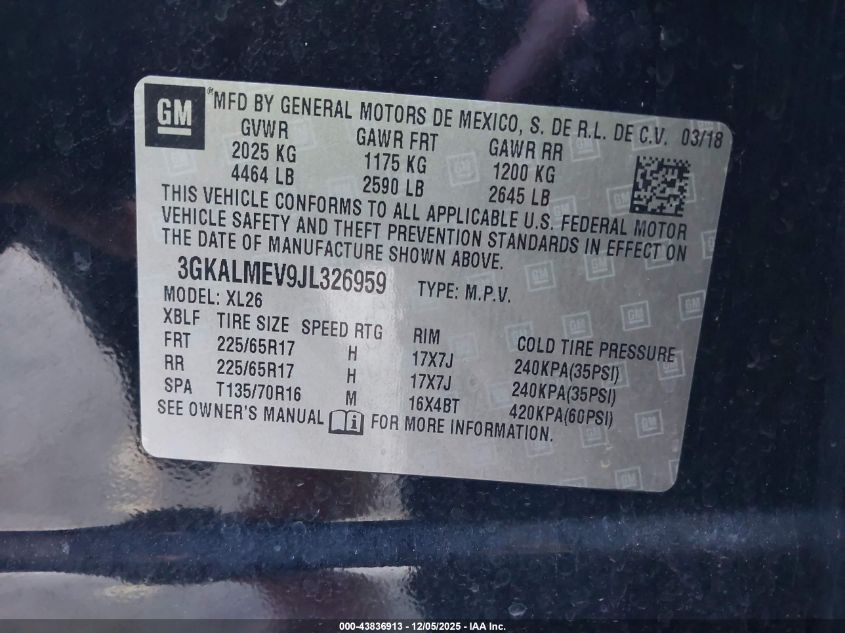 GM ®MFD BY GENERAL MOTORS DE MEXICO, S. DE R.L. DE C.V. 03/18
GVWR GAWR FRT GAWR RR
2025 KG 1175 KG 1200 KG
4464 LB 2590 LB 2645 LB
THIS VEHICLE CONFORMS TO ALL APPLICABLE U.S. FEDERAL MOTOR
VEHICLE SAFETY AND THEFT PREVENTION STANDARDS IN EFFECT ON
THE DATE OF MANUFACTURE SHOWN ABOVE.
3GKALMEV9JL326959 TYPE: M.P.V.
MODEL: XL26
XBLF TIRE SIZE SPEED RTG RIM COLD TIRE PRESSURE
FRT 225/65R17 H 17X7J 240KPA(35PSI)
RR 225/65R17 H 17X7J 240KPA(35PSI)
SPA T135/70R16 M 16X4BT 420KPA(60PSI)
SEE OWNER'S MANUAL FOR MORE INFORMATION.
000-43836913 - 12/05/2025 - IAA Inc.